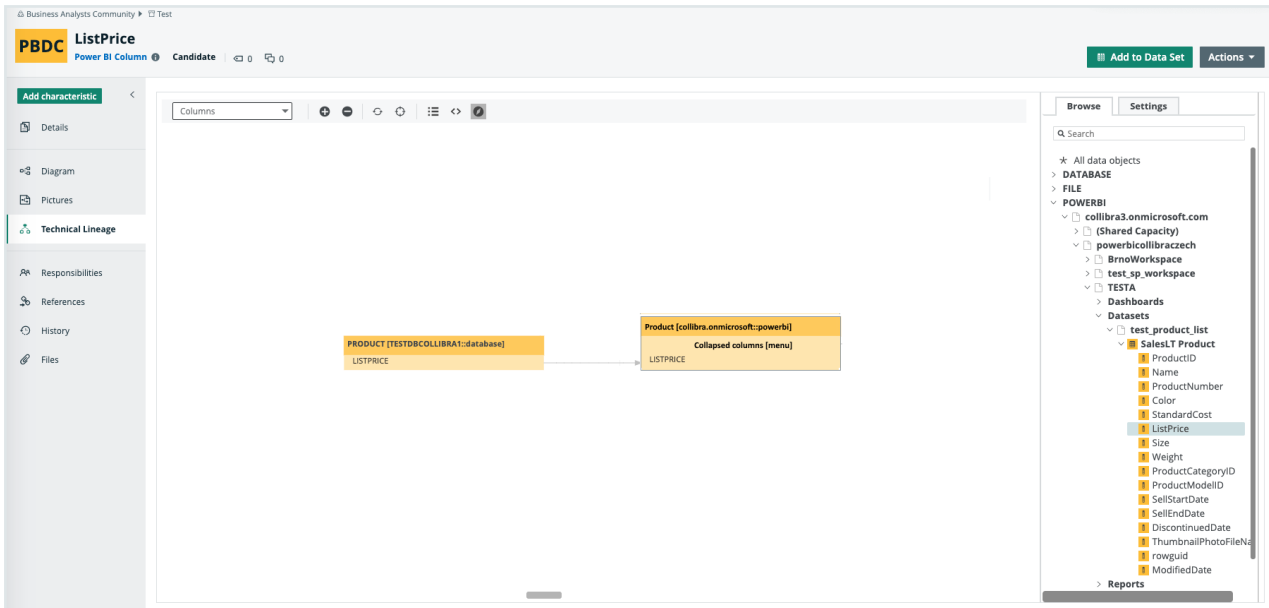 Business Analysts Community Test
PBDC
ListPrice
Power BI Column Candidate 0 0
Add to Data Set
Actions
Add characteristic
Details
Diagram
Pictures
Technical Lineage
Responsibilities
References
History
Files
Columns
PRODUCT [TESTDBCOLLIBRA1::database]
LISTPRICE
Product [collibra.onmicrosoft::powerbi]
Collapsed columns [menu]
LISTPRICE
Browse Settings
Search
All data objects
DATABASE
FILE
POWERBI
collibra3.onmicrosoft.com
(Shared Capacity)
powerbicollibraczech
BrnoWorkspace
test_sp_workspace
TESTA
Dashboards
Datasets
test_product_list
SalesLT Product
ProductID
Name
ProductNumber
Color
StandardCost
ListPrice
Size
Weight
ProductCategoryID
ProductModelID
SellStartDate
SellEndDate
DiscontinuedDate
ThumbnailPhotoFileNa
rowguid
ModifiedDate
Reports